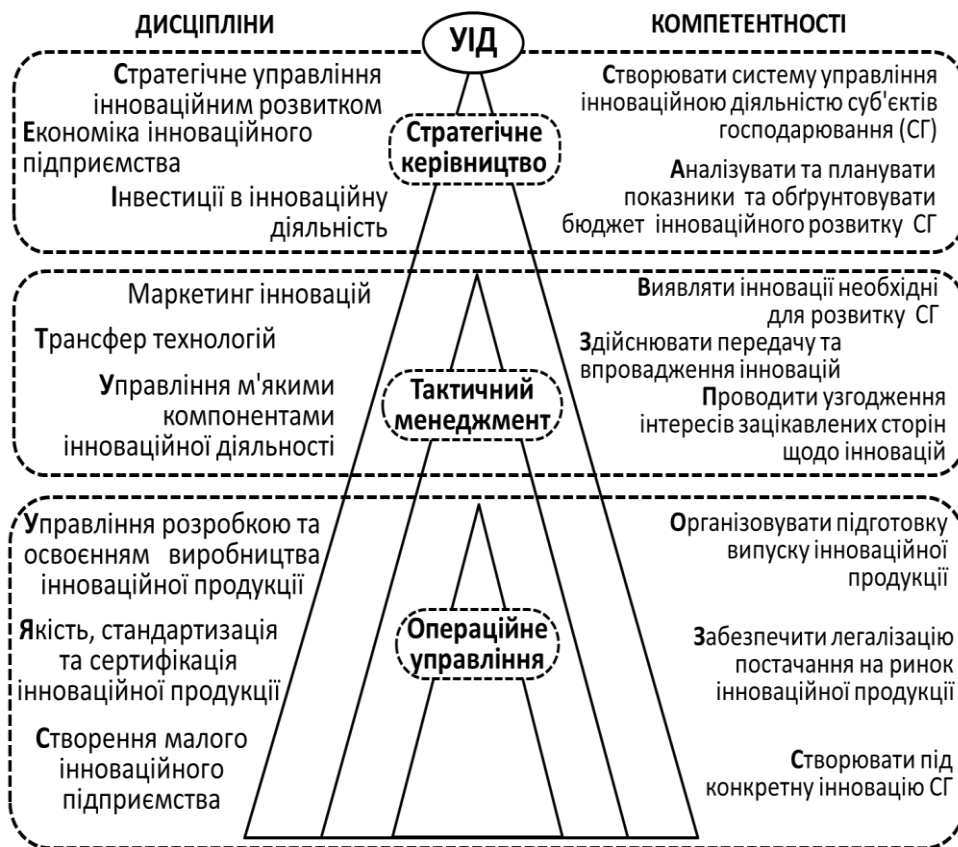 ДИСЦІПЛІНИ
УІД
КОМПЕТЕНТНОСТІ
Стратегічне управління
інноваційним розвитком
Економіка інноваційного
підприємства
Інвестиції в інноваційну
діяльність
Стратегічне
керівництво
Створювати систему управління
інноваційною діяльністю суб'єктів
господарювання (СГ)
Аналізувати та планувати
показники та обґрунтовувати
бюджет інноваційного розвитку СГ
Маркетинг інновацій
Трансфер технологій
Управління м'якими
компонентами
інноваційної діяльності
Тактичний
менеджмент
Виявляти інновації необхідні
для розвитку СГ
Здійснювати передачу та
впровадження інновацій
Проводити узгодження
інтересів зацікавлених сторін
щодо інновацій
Управління розробкою та
освоєнням виробництва
інноваційної продукції
Якість, стандартизація
та сертифікація
інноваційної продукції
Створення малого
інноваційного
підприємства
Операційне
управління
Організовувати підготовку
випуску інноваційної
продукції
Забезпечити легалізацію
постачання на ринок
інноваційної продукції
Створювати під
конкретну інновацію СГ